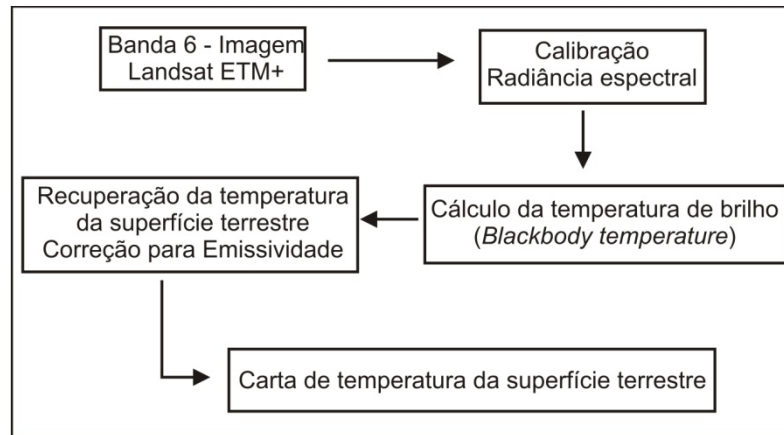 Banda 6 - Imagem
Landsat ETM+
Calibração
Radiância espectral
Cálculo da temperatura de brilho
(Blackbody temperature)
Recuperação da temperatura
da superfície terrestre
Correção para Emissividade
Carta de temperatura da superfície terrestre